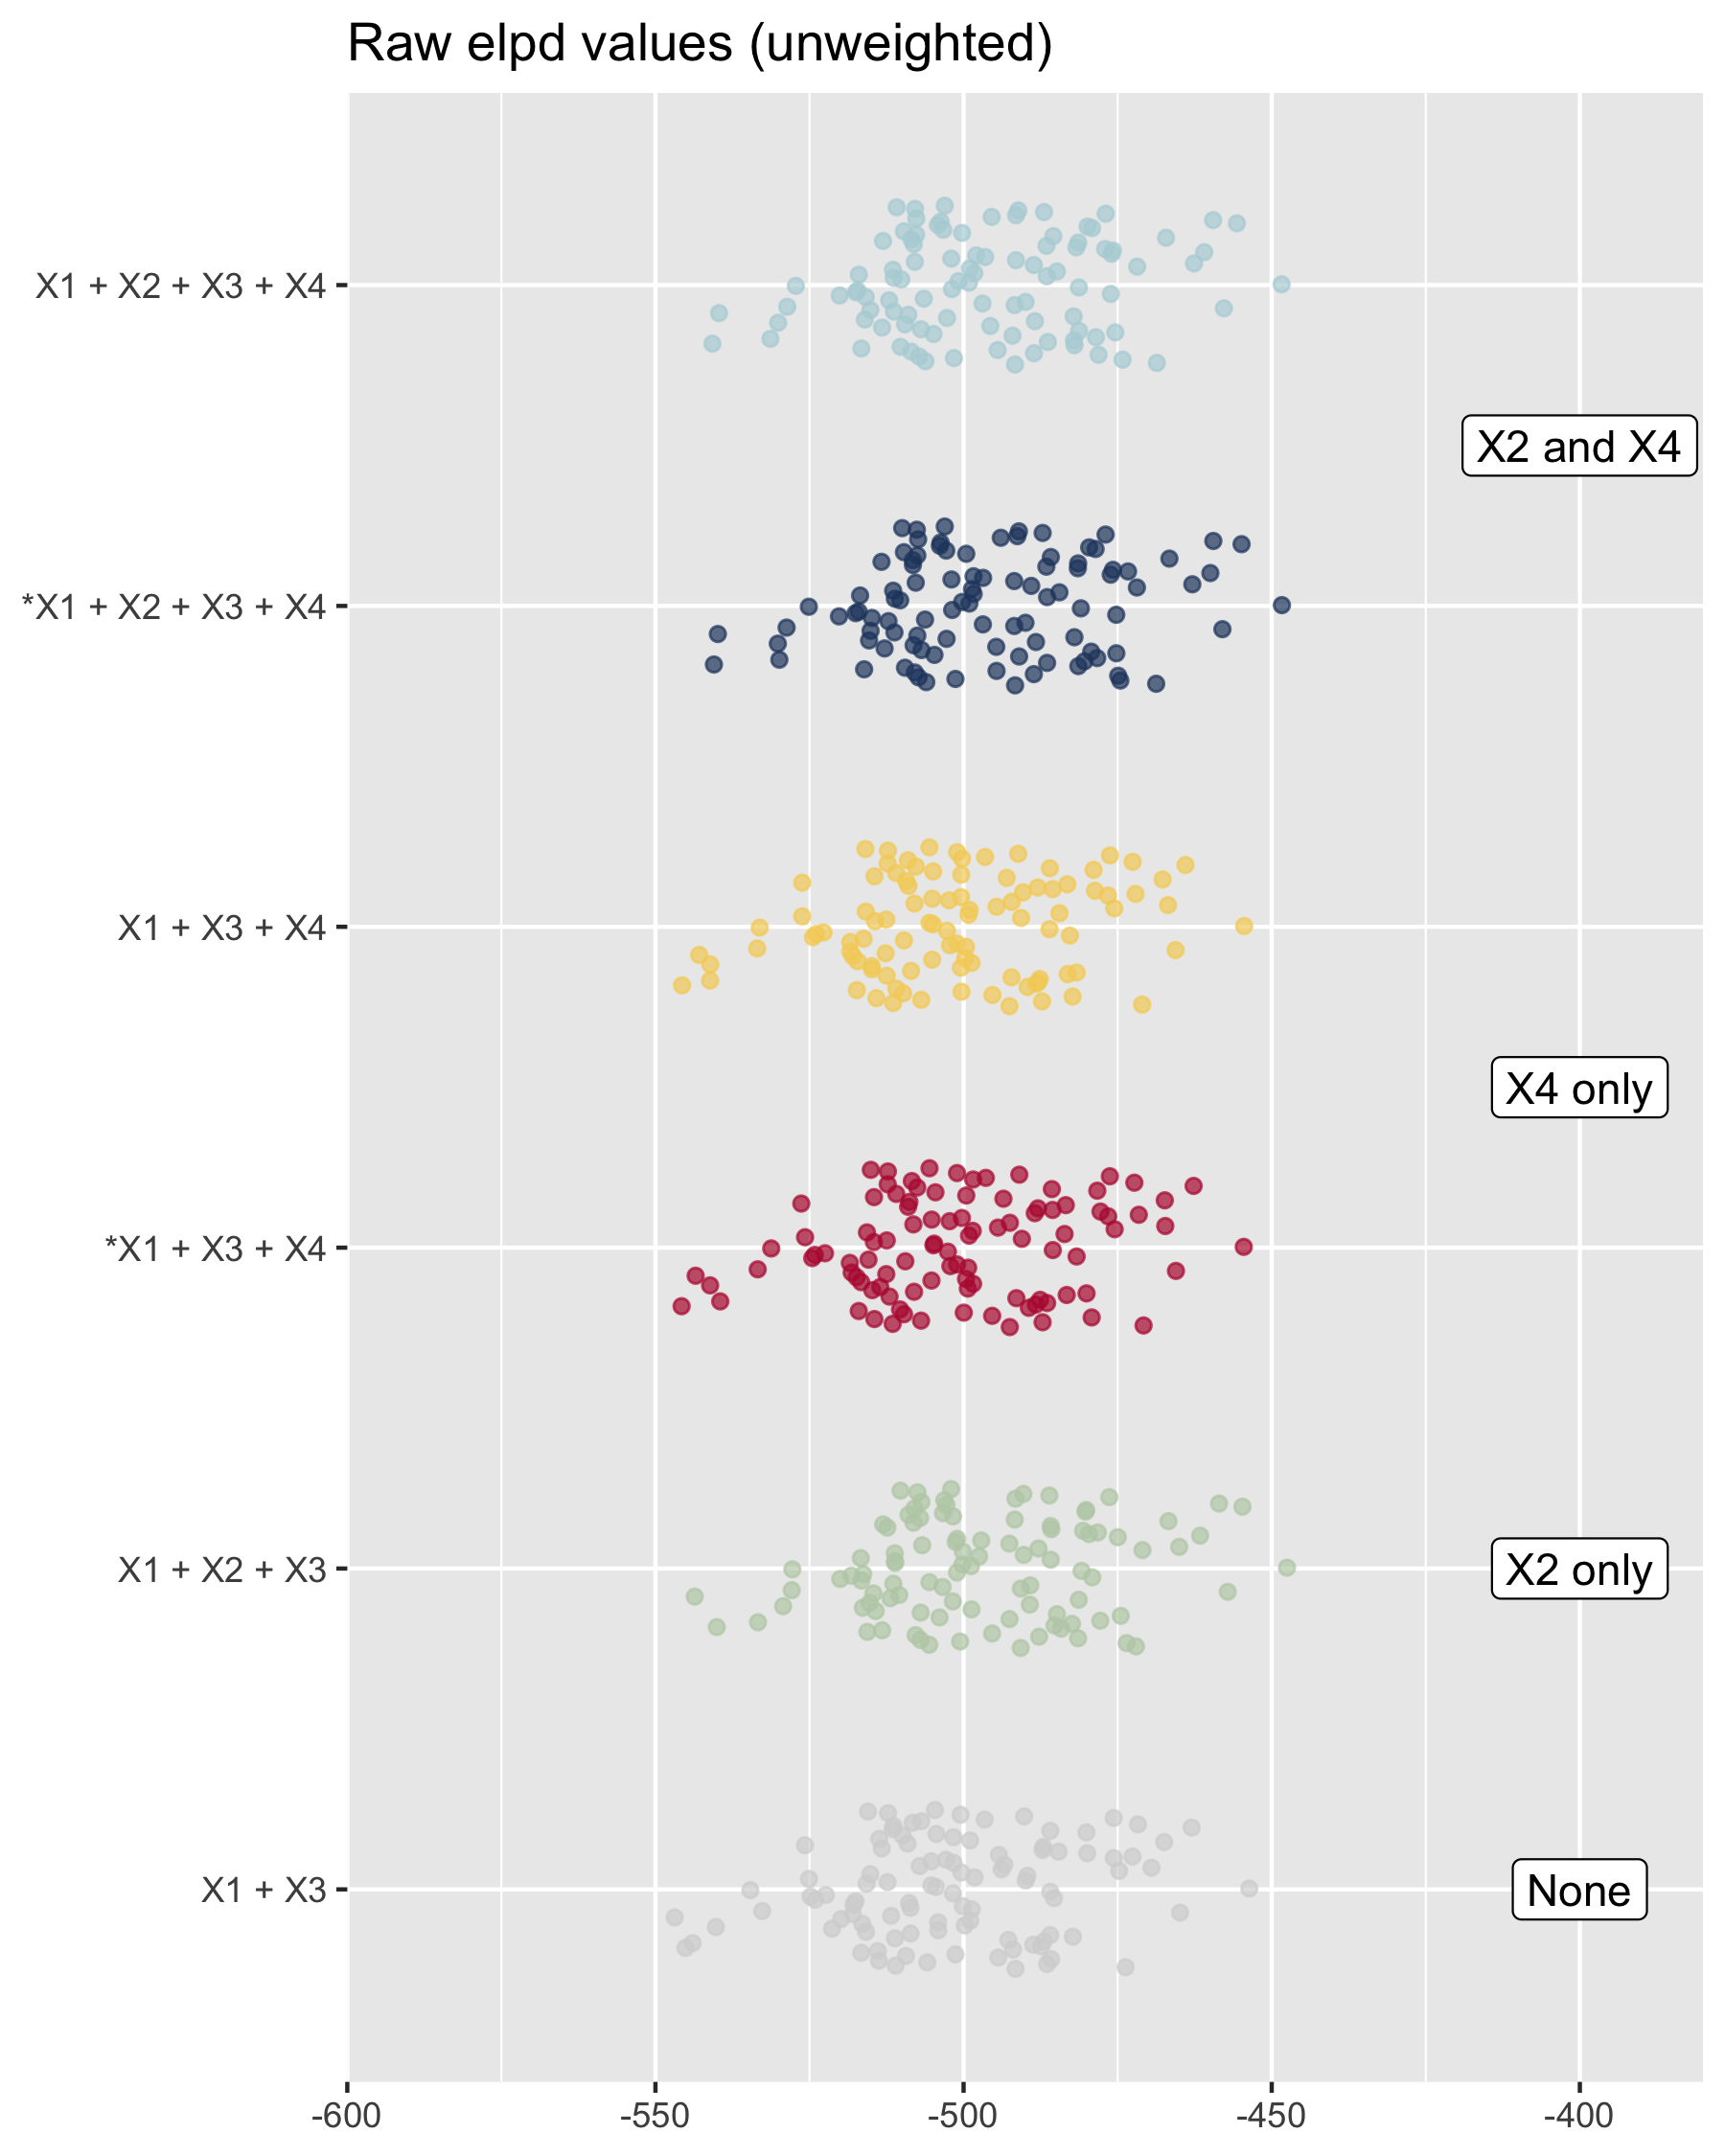 Raw elpd values (unweighted)
X1 + X2 + X3 + X4
X2 and X4
*X1 + X2 + X3 + X4
X1 + X3 + X4
X4 only
*X1 + X3 + X4
X1 + X2 + X3
X2 only
X1 + X3
None
-600 -550 -500 -450 -400